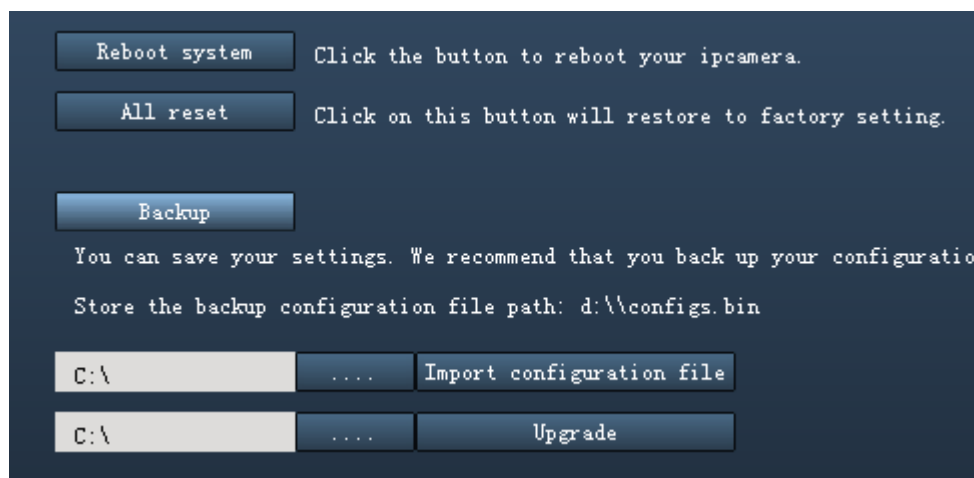 Reboot system Click the button to reboot your ipcamera.
All reset Click on this button will restore to factory setting.
Backup
You can save your settings. We recommend that you back up your configuratio
Store the backup configuration file path: d:\\configs.bin
C:\ .... Import configuration file
C:\ .... Upgrade